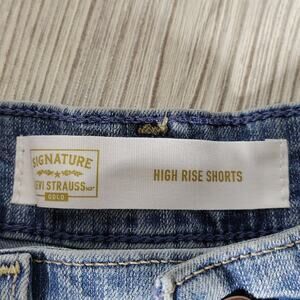 SIGNATURE
LEVI STRAUSS
GOLD
HIGH RISE SHORTS